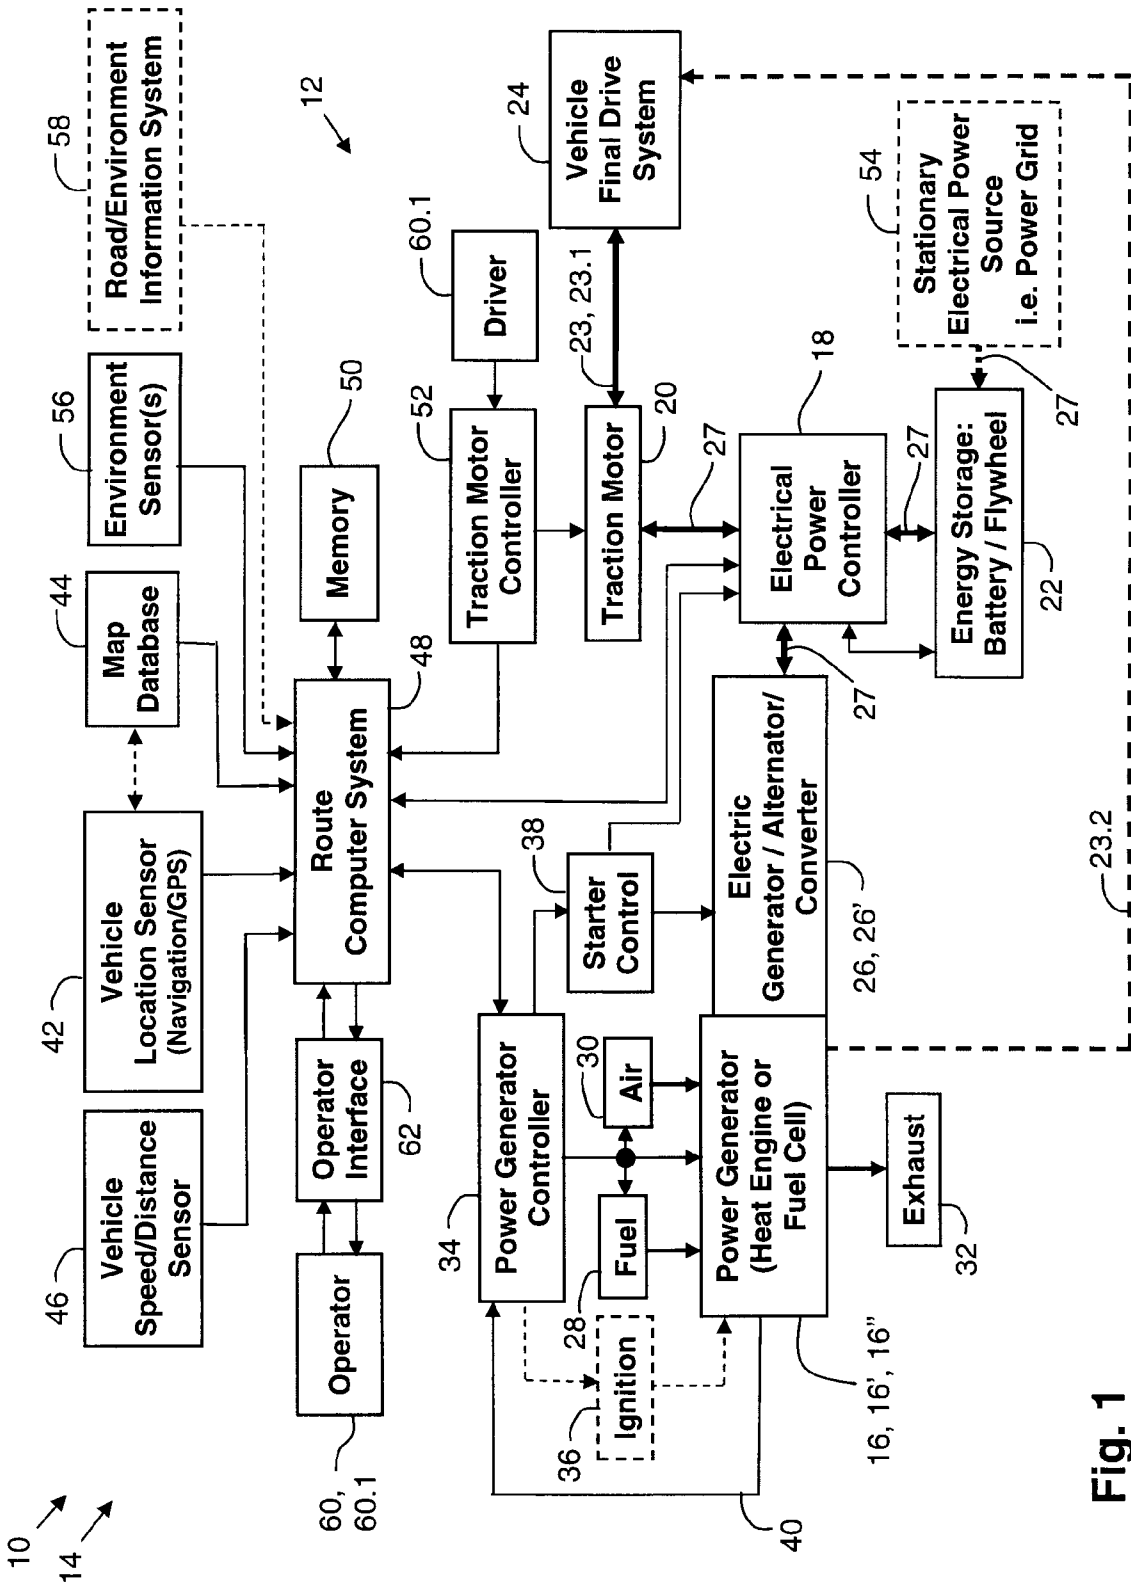 10
14
46
Vehicle
Speed/Distance
Sensor
42
Vehicle
Location Sensor
(Navigation/GPS)
44
Map
Database
56
Environment
Sensor(s)
58
Road/Environment
Information System
60,
60.1
Operator
Operator
Interface
62
Route
Computer System
48
Memory
50
12
34
Power Generator
Controller
52
Traction Motor
Controller
Driver
60.1
38
Starter
Control
36
Ignition
28
Fuel
30
Air
Traction Motor
20
23, 23.1
24
Vehicle
Final Drive
System
40
16, 16', 16"
Power Generator
(Heat Engine or
Fuel Cell)
Electric
Generator / Alternator/
Converter
26, 26'
27
27
Electrical
Power
Controller
18
27
Energy Storage:
Battery / Flywheel
22
27
54
Stationary
Electrical Power
Source
i.e. Power Grid
32
Exhaust
23.2
Fig. 1